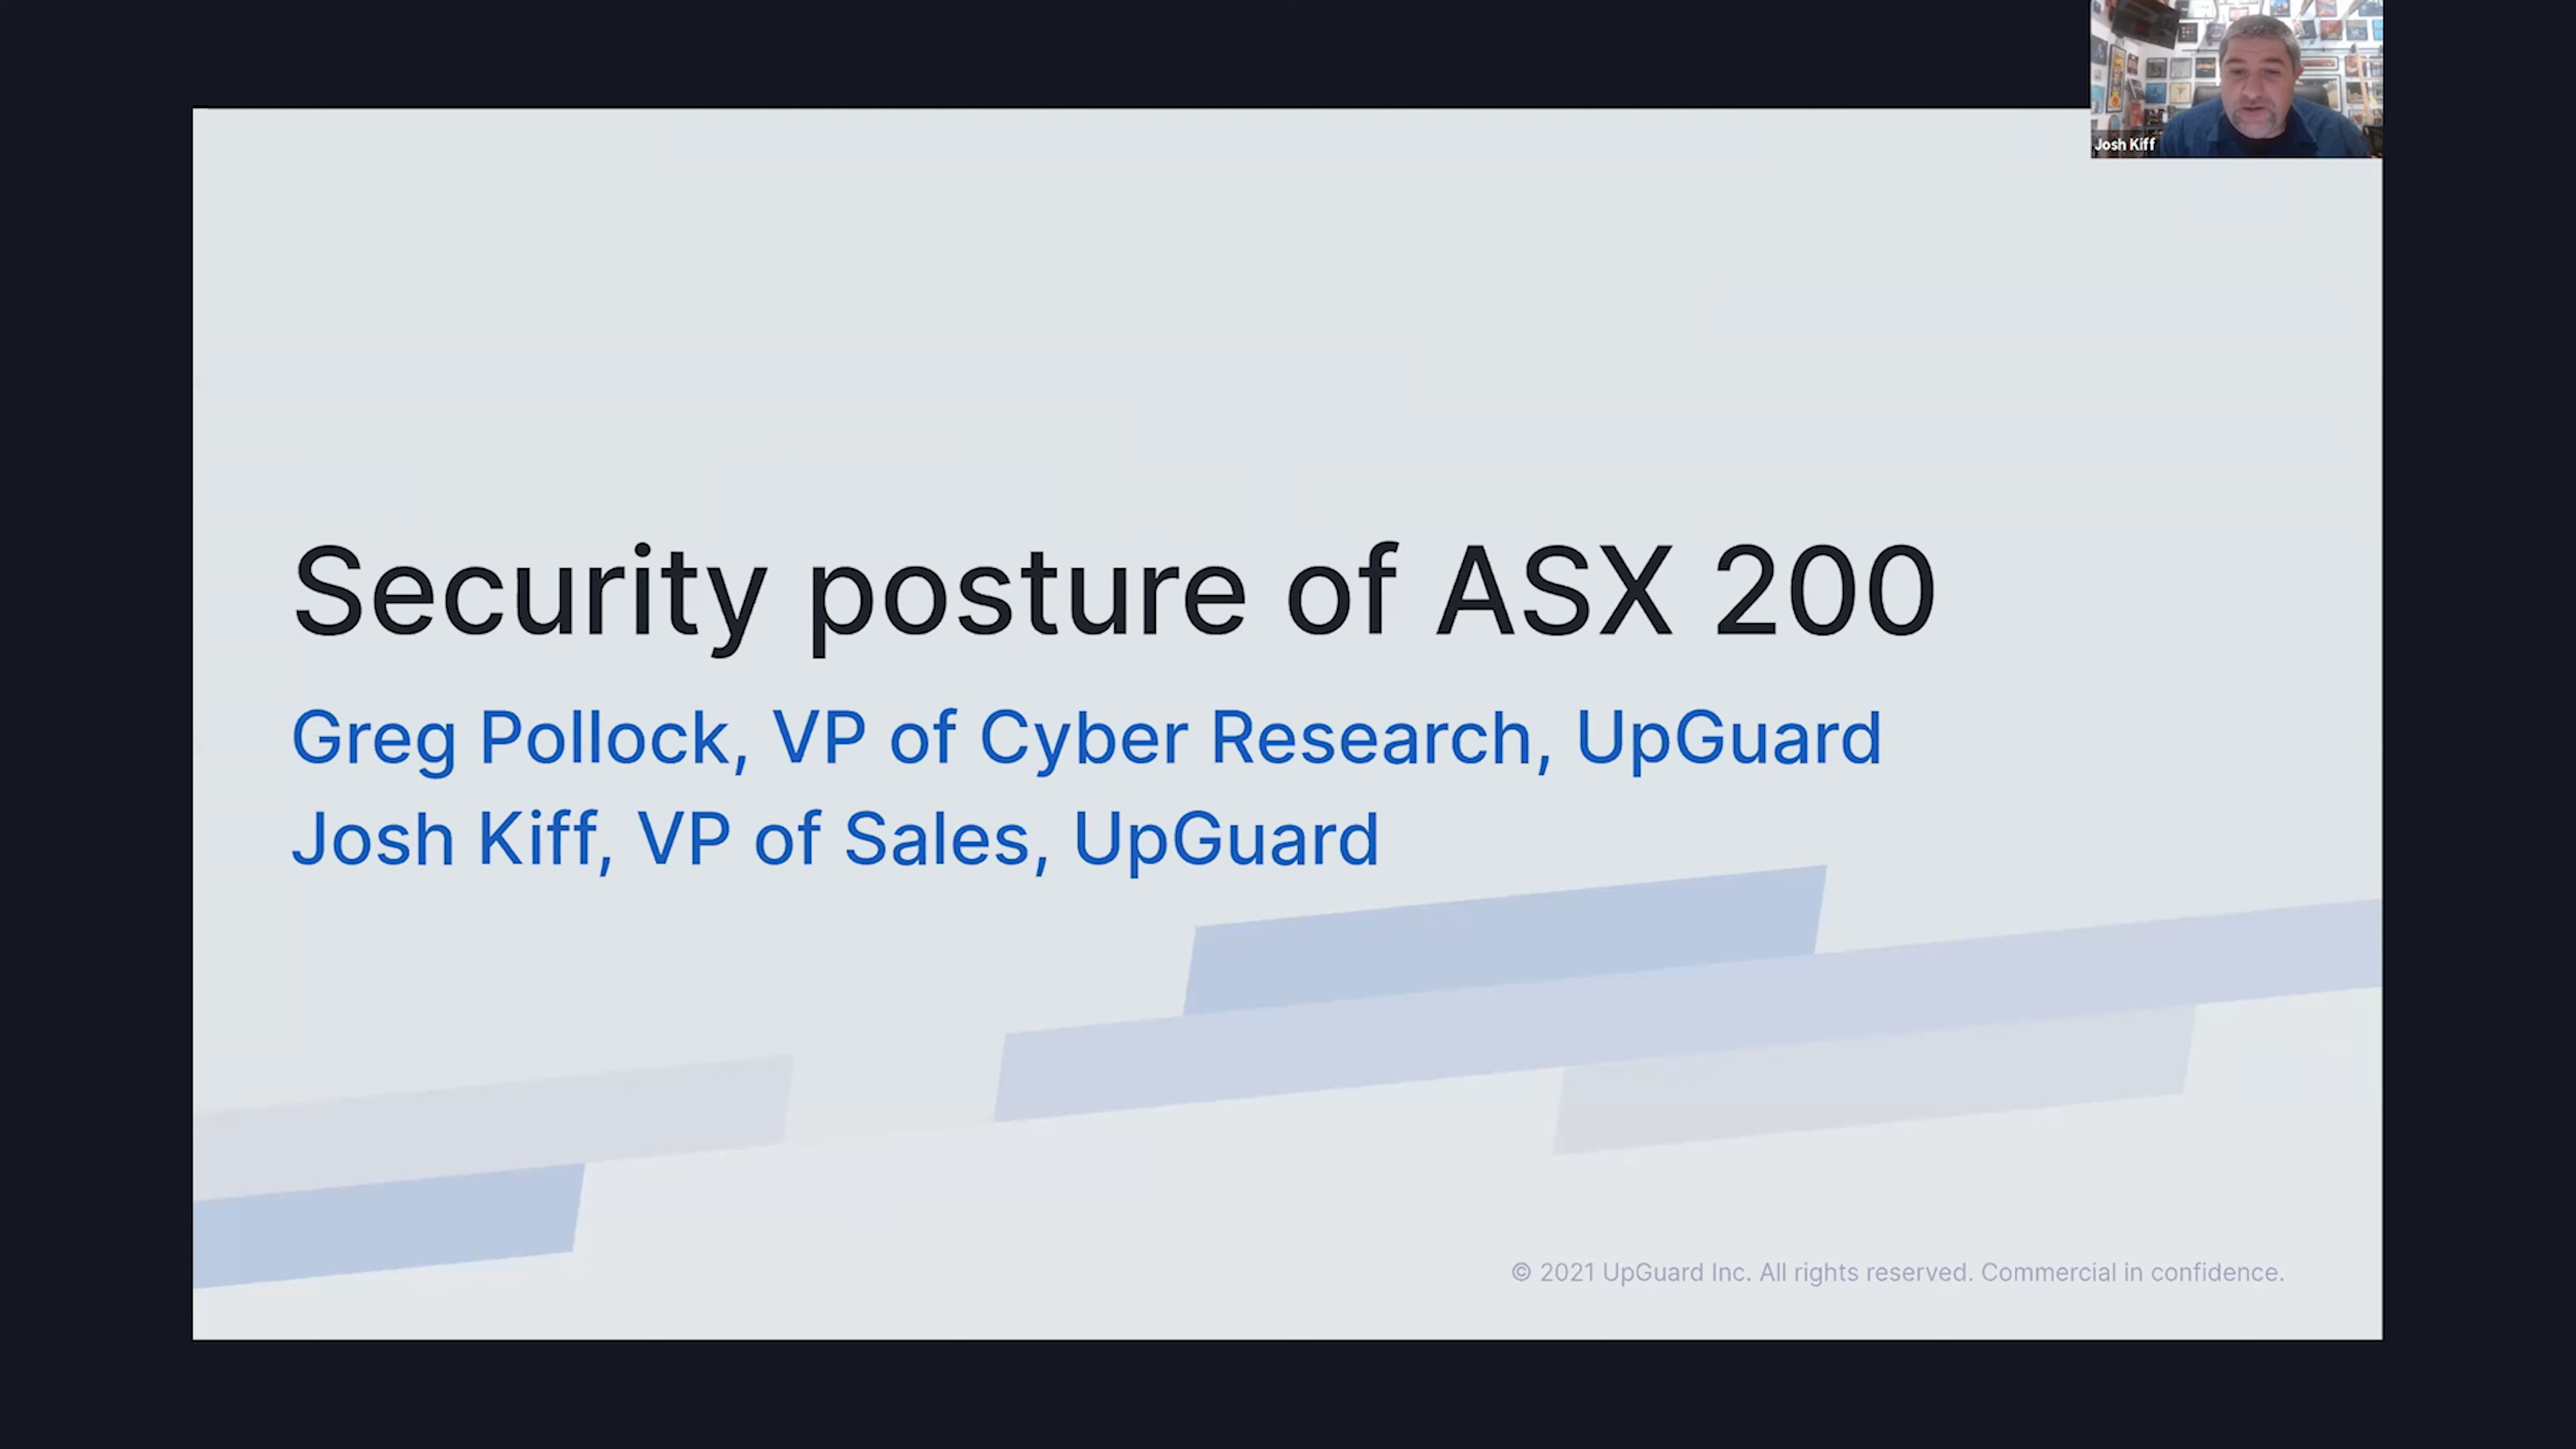 Josh Kiff
Security posture of ASX 200
Greg Pollock, VP of Cyber Research, UpGuard
Josh Kiff, VP of Sales, UpGuard
© 2021 UpGuard Inc. All rights reserved. Commercial in confidence.